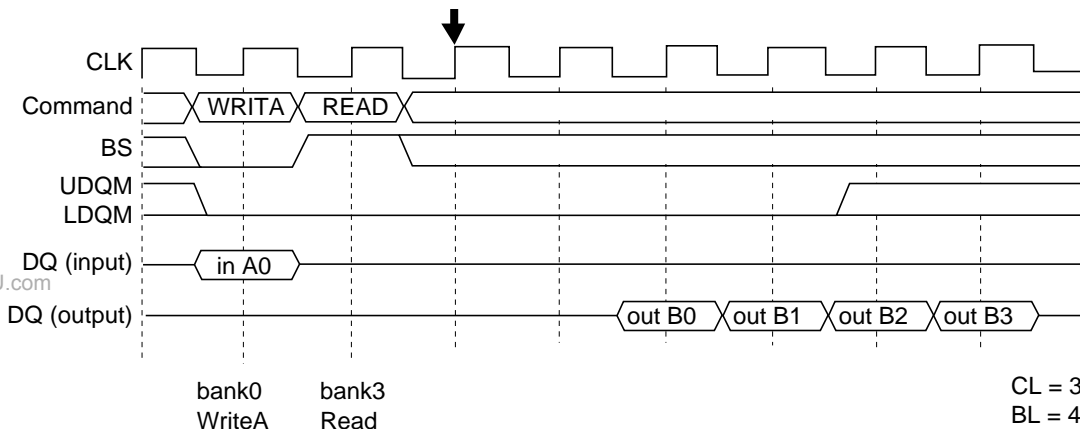 CLK
Command WRITA READ
BS
UDQM
LDQM
DQ (input) in A0
J.com
DQ (output) out B0 out B1 out B2 out B3
bank0 bank3 CL = 3
WriteA Read BL = 4